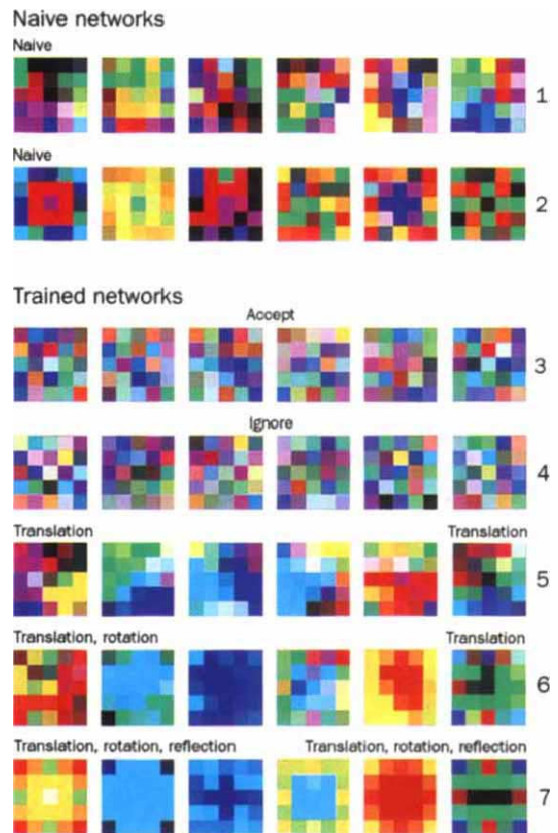 Naive networks
Naive
1
Naive
2
Trained networks
Accept
3
Ignore
4
Translation Translation
5
Translation, rotation Translation
6
Translation, rotation, reflection Translation, rotation, reflection
7